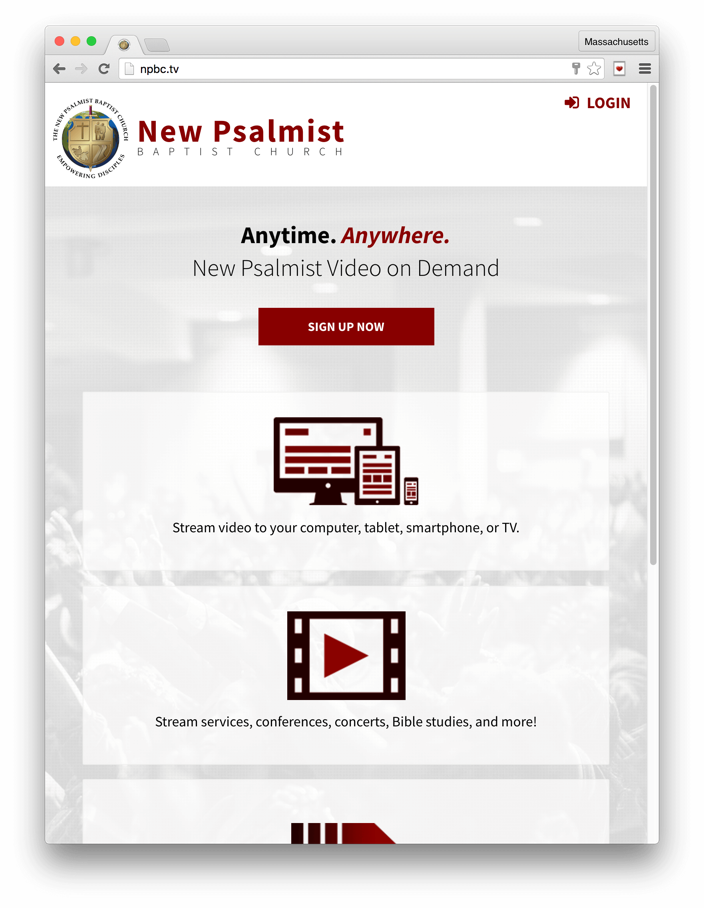 Massachusetts
npbc.tv
LOGIN
THE NEW PSALMIST BAPTIST CHURCH
EMPOWERING DISCIPLES
New Psalmist
BAPTIST CHURCH
Anytime. Anywhere.
New Psalmist Video on Demand
SIGN UP NOW
Stream video to your computer, tablet, smartphone, or TV.
Stream services, conferences, concerts, Bible studies, and more!